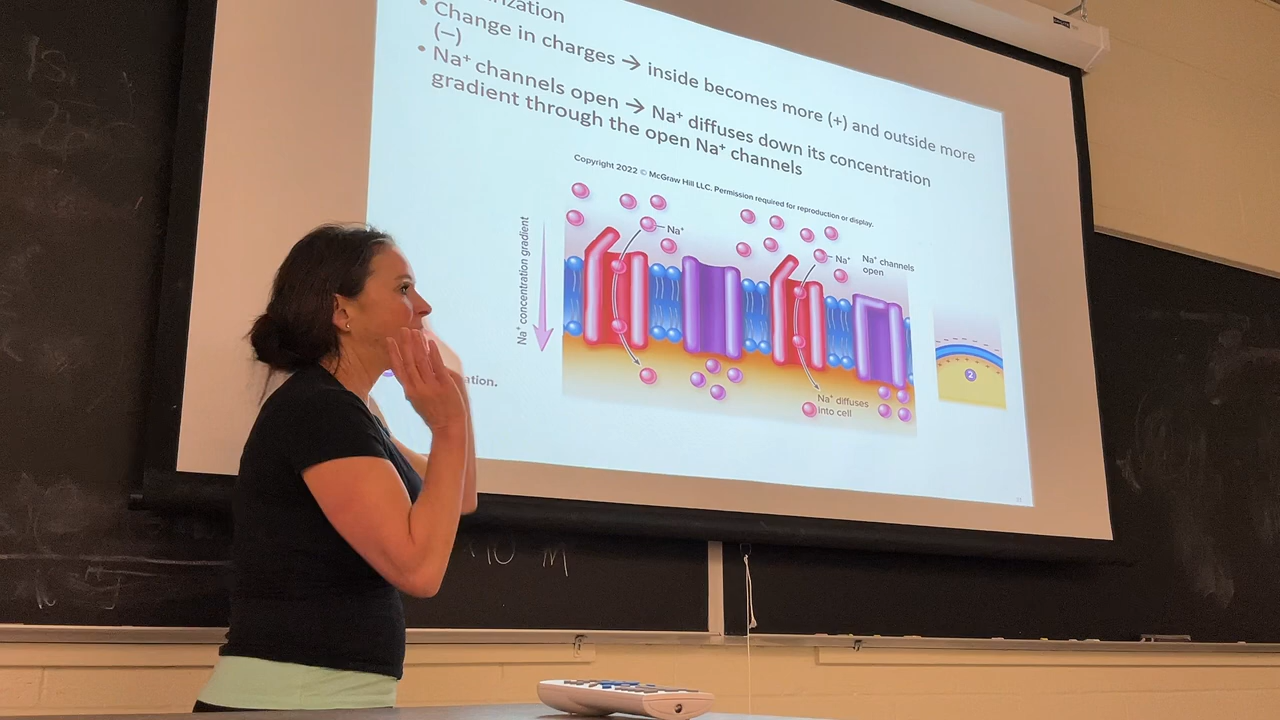 Change in charges → inside becomes more (+) and outside more
(–)
Na⁺ channels open → Na⁺ diffuses down its concentration
gradient through the open Na⁺ channels
Copyright 2022 © McGraw Hill LLC. Permission required for reproduction or display.
Na⁺ concentration gradient
Na⁺
Na⁺
Na⁺ channels
open
2
ation.
Na⁺ diffuses
into cell
M